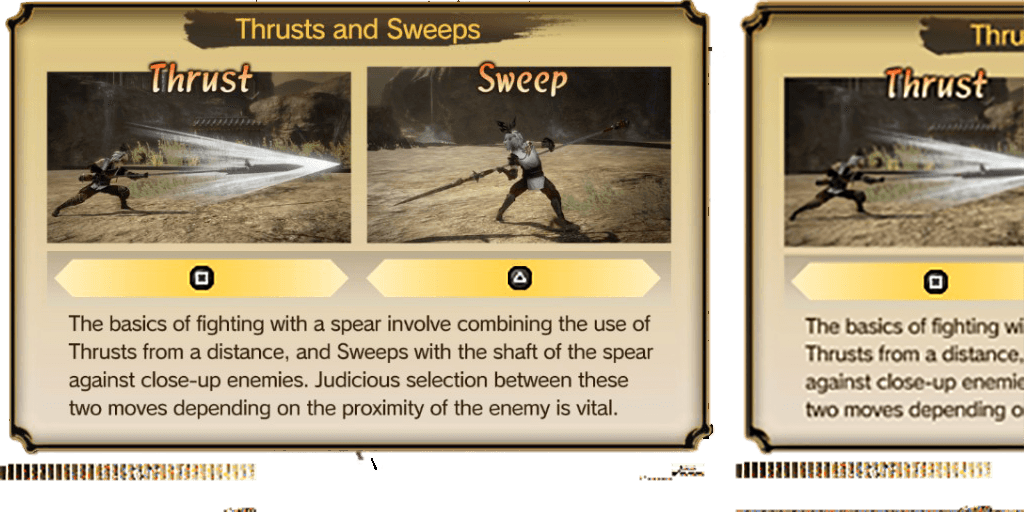 Thrusts and Sweeps
Thrust
Sweep
The basics of fighting with a spear involve combining the use of
Thrusts from a distance, and Sweeps with the shaft of the spear
against close-up enemies. Judicious selection between these
two moves depending on the proximity of the enemy is vital.
Thru
Thrust
The basics of fighting wi
Thrusts from a distance,
against close-up enemie
two moves depending o